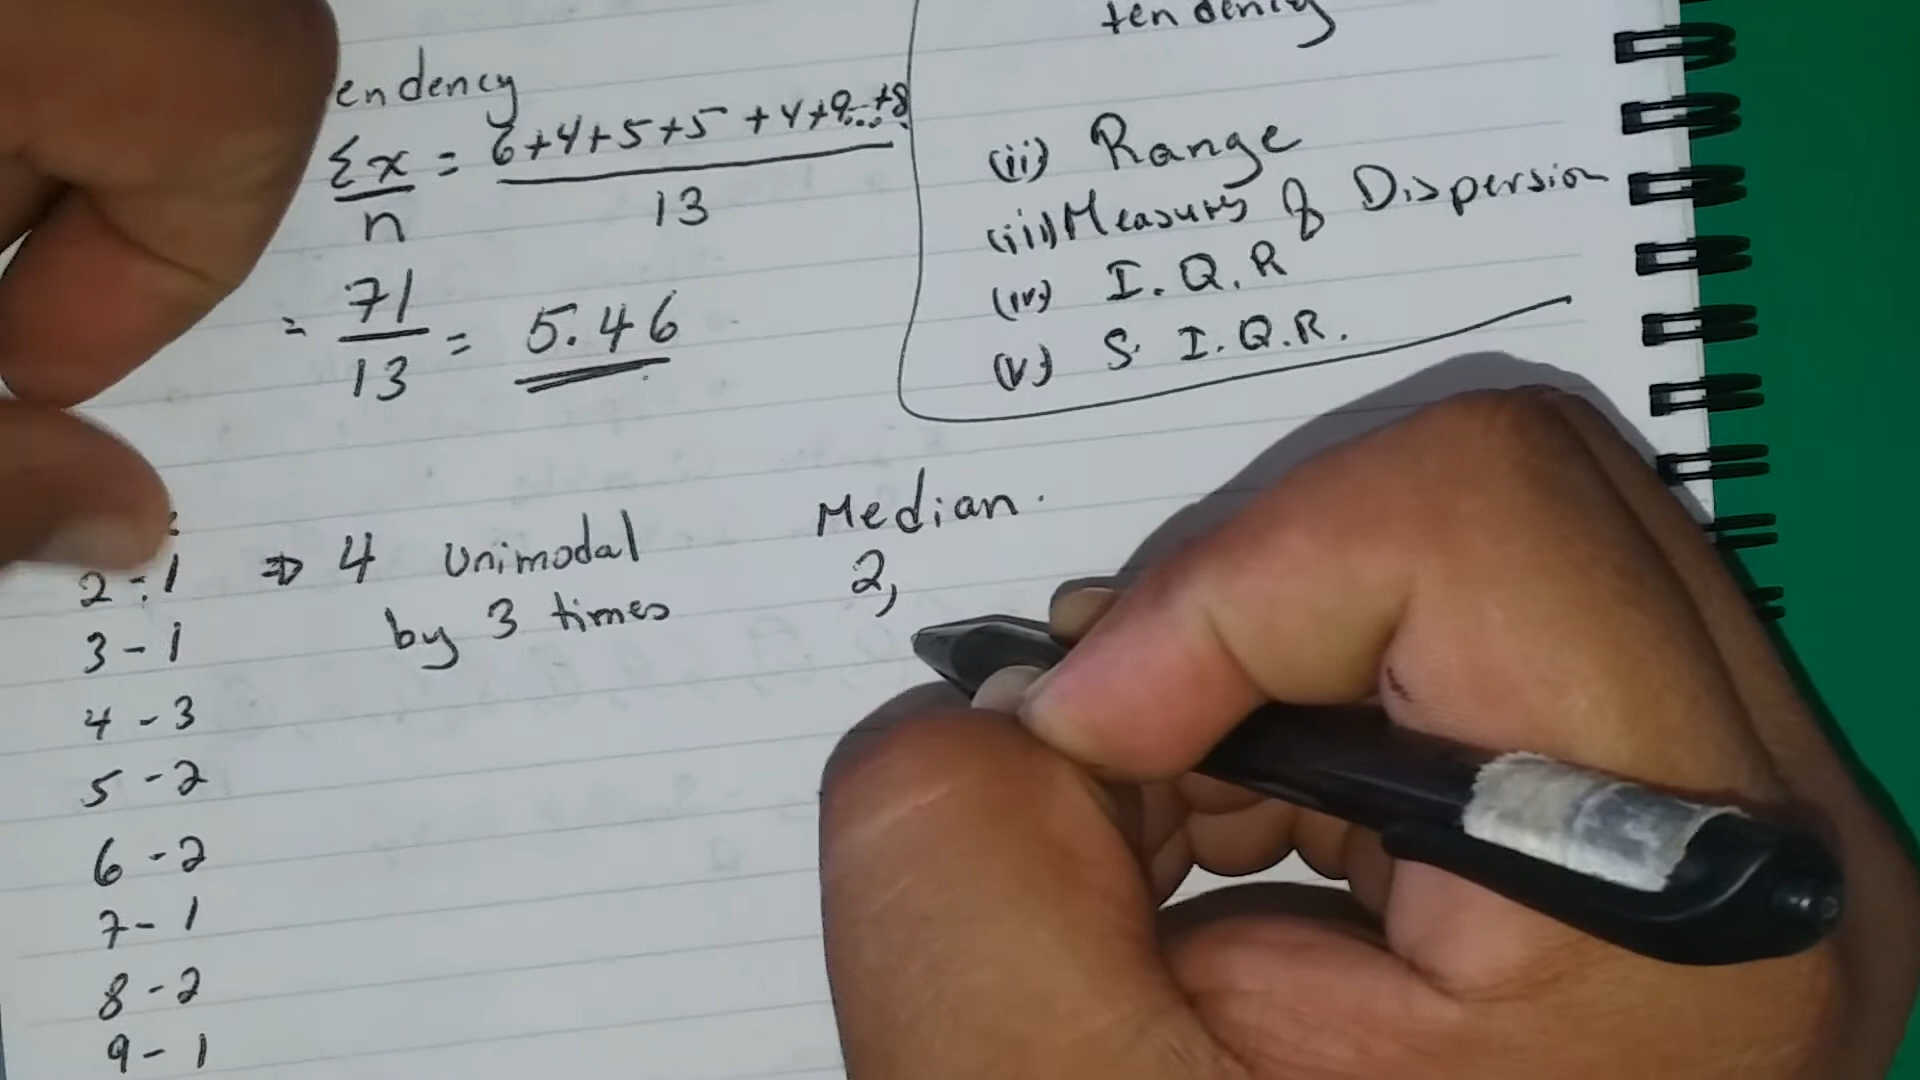 tendency
endency
Σx/n = 6+4+5+5+4+9...+8/13
= 71/13 = 5.46
(ii) Range
(iii) Measures of Dispersion
(iv) I.Q.R
(v) S I.Q.R.
2 - 1
3 - 1
4 - 3
5 - 2
6 - 2
7 - 1
8 - 2
9 - 1
⇒ 4 Unimodal
by 3 times
Median.
2,